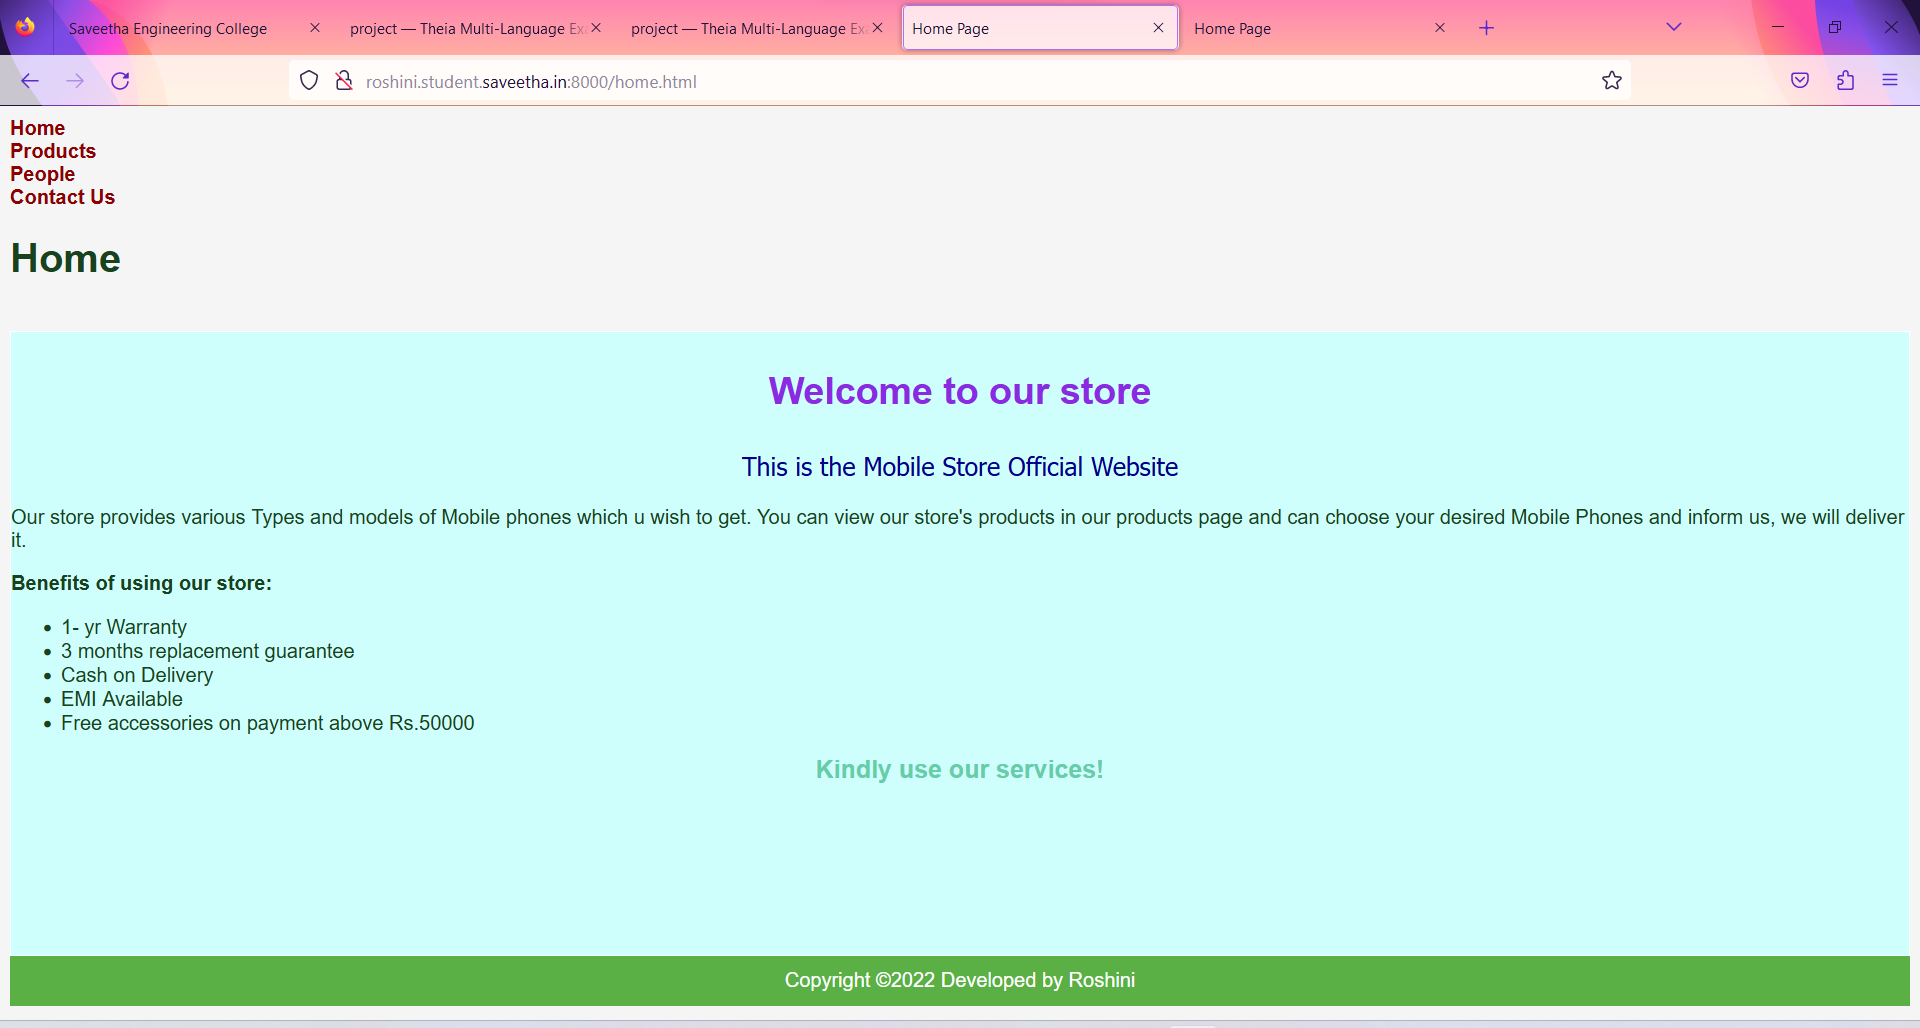 Saveetha Engineering College
project — Theia Multi-Language Ex
project — Theia Multi-Language Ex
Home Page
Home Page
roshini.student.saveetha.in:8000/home.html
Home
Products
People
Contact Us
Home
Welcome to our store
This is the Mobile Store Official Website
Our store provides various Types and models of Mobile phones which u wish to get. You can view our store's products in our products page and can choose your desired Mobile Phones and inform us, we will deliver
it.
Benefits of using our store:
1- yr Warranty
3 months replacement guarantee
Cash on Delivery
EMI Available
Free accessories on payment above Rs.50000
Kindly use our services!
Copyright ©2022 Developed by Roshini